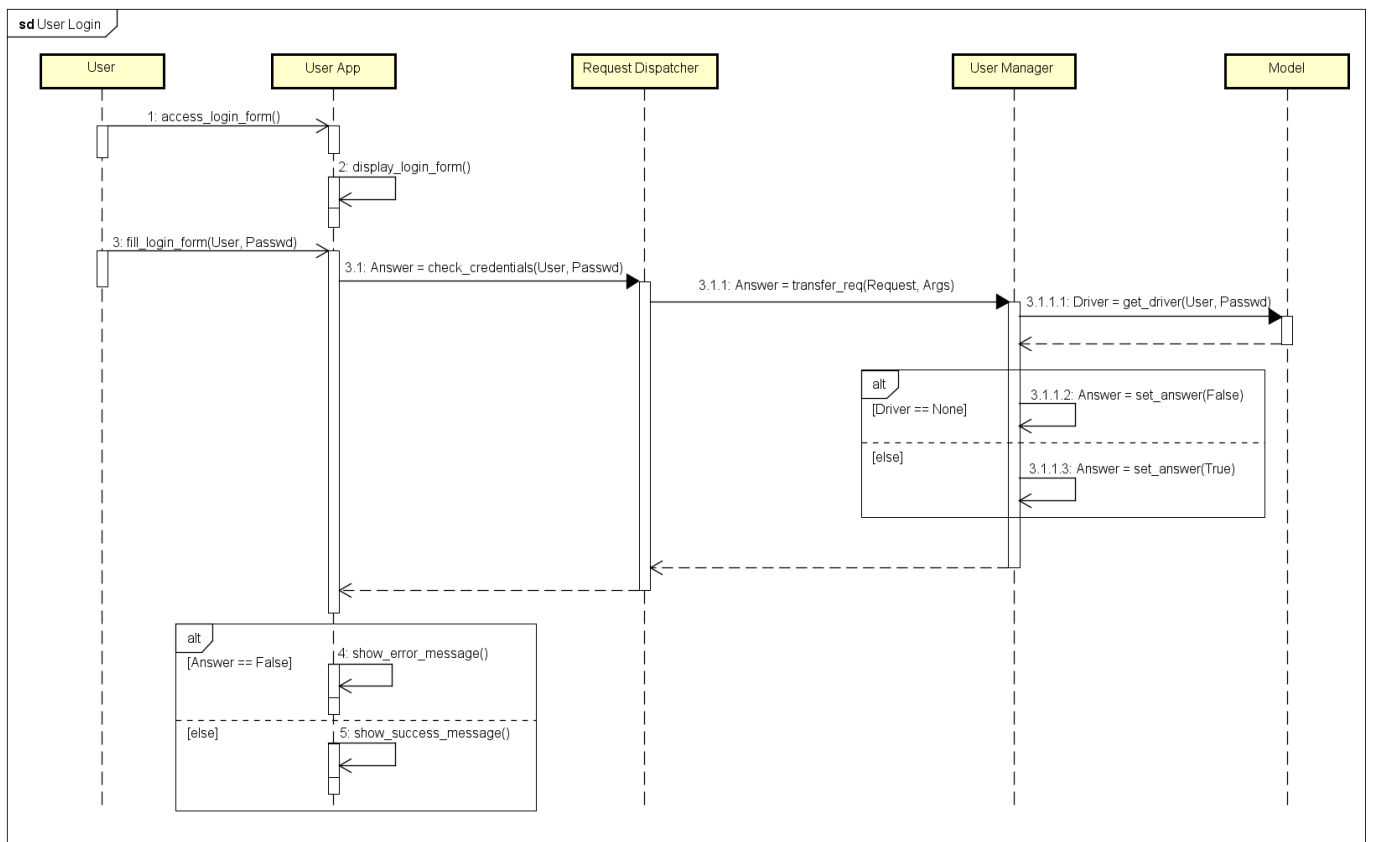 sd User Login
User
User App
Request Dispatcher
User Manager
Model
1: access_login_form()
2: display_login_form()
3: fill_login_form(User, Passwd)
3.1: Answer = check_credentials(User, Passwd)
3.1.1: Answer = transfer_req(Request, Args)
3.1.1.1: Driver = get_driver(User, Passwd)
alt
[Driver == None]
3.1.1.2: Answer = set_answer(False)
[else]
3.1.1.3: Answer = set_answer(True)
alt
[Answer == False]
4: show_error_message()
[else]
5: show_success_message()